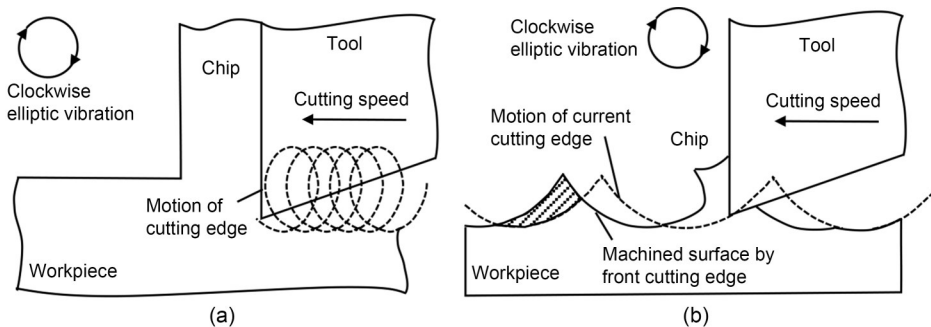 Clockwise
elliptic vibration
Chip
Tool
Cutting speed
Motion of
cutting edge
Workpiece
(a)
Clockwise
elliptic vibration
Tool
Cutting speed
Motion of current
cutting edge
Chip
Machined surface by
front cutting edge
Workpiece
(b)